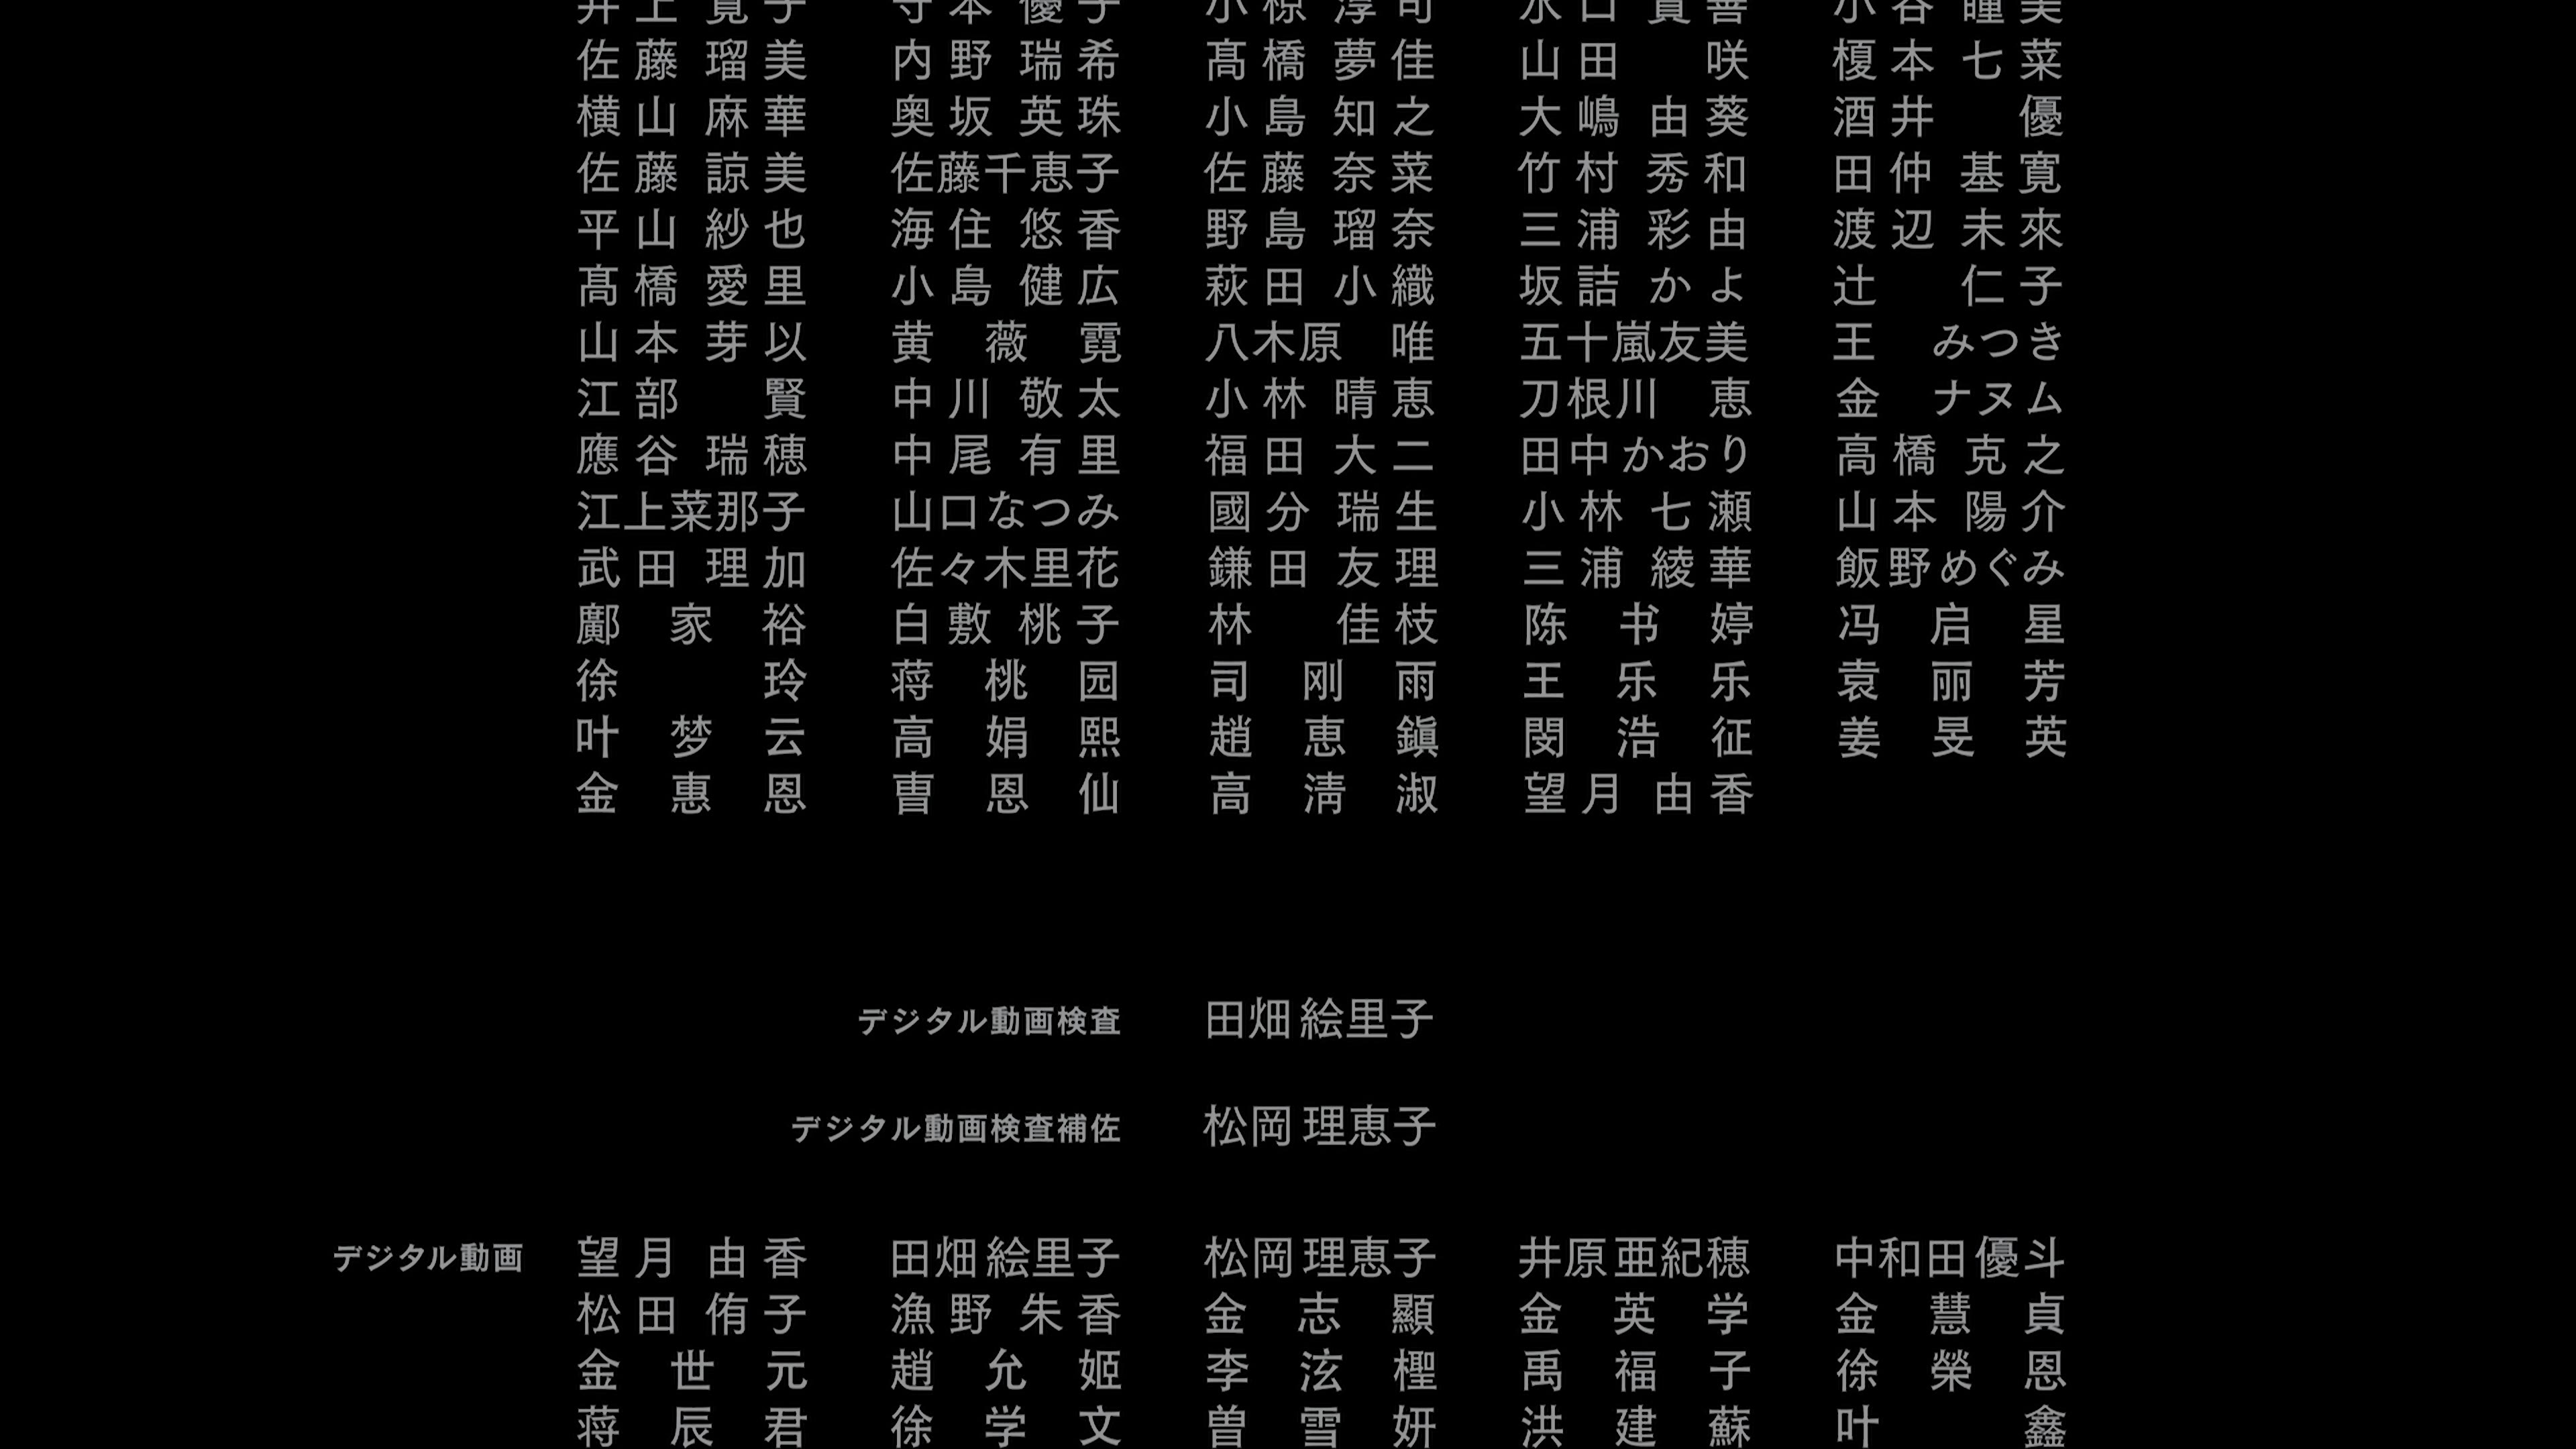 佐藤瑠美 内野瑞希 髙橋夢佳 山田咲 榎本七菜
横山麻華 奥坂英珠 小島知之 大嶋由葵 酒井優
佐藤諒美 佐藤千恵子 佐藤奈菜 竹村秀和 田仲基寛
平山紗也 海住悠香 野島瑠奈 三浦彩由 渡辺未來
髙橋愛里 小島健広 萩田小織 坂詰かよ 辻仁子
山本芽以 黄薇霓 八木原唯 五十嵐友美 王みつき
江部賢 中川敬太 小林晴恵 刀根川恵 金ナヌム
應谷瑞穂 中尾有里 福田大二 田中かおり 高橋克之
江上菜那子 山口なつみ 國分瑞生 小林七瀬 山本陽介
武田理加 佐々木里花 鎌田友理 三浦綾華 飯野めぐみ
鄺家裕 白敷桃子 林佳枝 陈书婷 冯启星
徐玲 蒋桃园 司刚雨 王乐乐 袁丽芳
叶梦云 高娟熙 趙恵鎭 閔浩征 姜旻英
金惠恩 曺恩仙 高淸淑 望月由香
デジタル動画検査 田畑絵里子
デジタル動画検査補佐 松岡理恵子
デジタル動画 望月由香 田畑絵里子 松岡理恵子 井原亜紀穂 中和田優斗
松田侑子 漁野朱香 金志顯 金英学 金慧貞
金世元 趙允姬 李泫檉 禹福子 徐榮恩
蒋辰君 徐学文 曽雪妍 洪建蘇 叶鑫